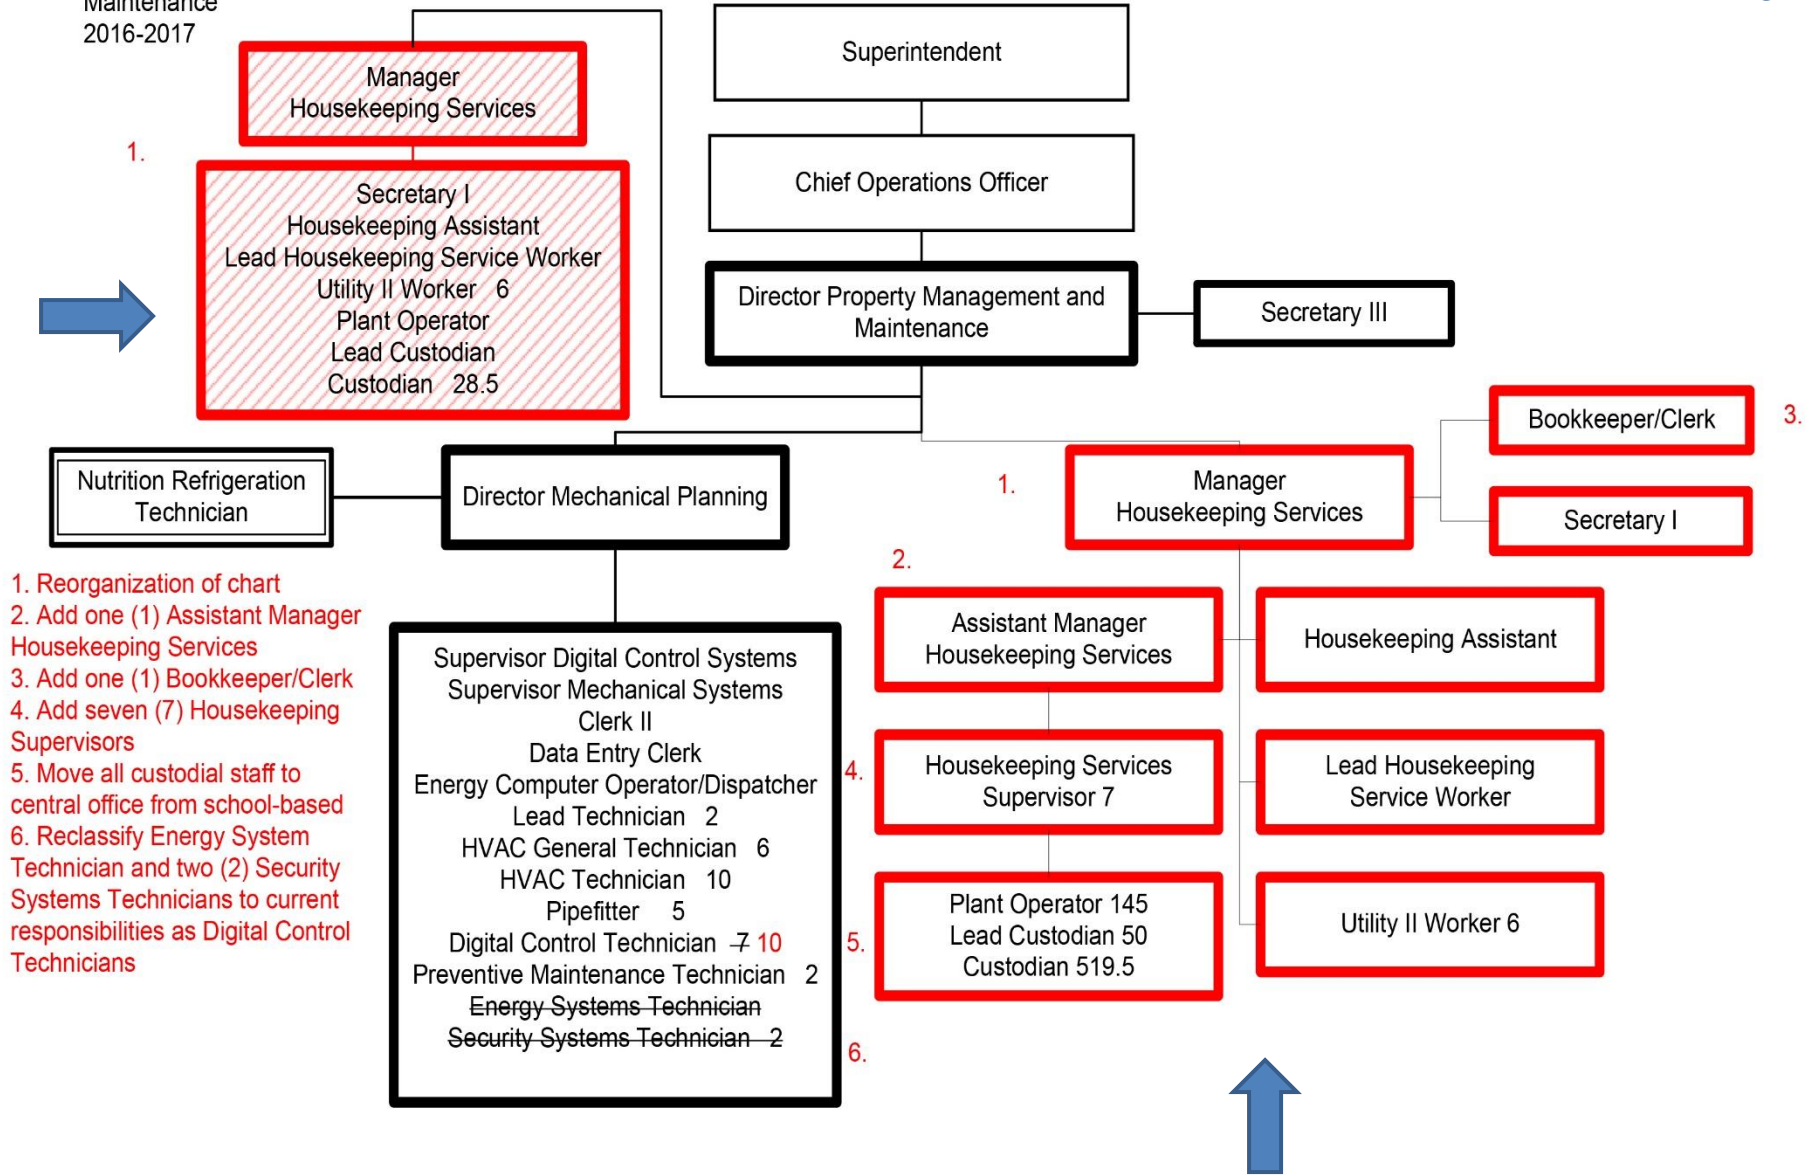 Maintenance
2016-2017
Manager
Housekeeping Services
1.
Secretary I
Housekeeping Assistant
Lead Housekeeping Service Worker
Utility II Worker 6
Plant Operator
Lead Custodian
Custodian 28.5
Superintendent
Chief Operations Officer
Director Property Management and
Maintenance
Secretary III
Bookkeeper/Clerk
3.
Secretary I
1.
Manager
Housekeeping Services
Nutrition Refrigeration
Technician
Director Mechanical Planning
1. Reorganization of chart
2. Add one (1) Assistant Manager
Housekeeping Services
3. Add one (1) Bookkeeper/Clerk
4. Add seven (7) Housekeeping
Supervisors
5. Move all custodial staff to
central office from school-based
6. Reclassify Energy System
Technician and two (2) Security
Systems Technicians to current
responsibilities as Digital Control
Technicians
Supervisor Digital Control Systems
Supervisor Mechanical Systems
Clerk II
Data Entry Clerk
Energy Computer Operator/Dispatcher
Lead Technician 2
HVAC General Technician 6
HVAC Technician 10
Pipefitter 5
Digital Control Technician 7 10
Preventive Maintenance Technician 2
Energy Systems Technician
Security Systems Technician 2
6.
2.
Assistant Manager
Housekeeping Services
Housekeeping Assistant
4.
Housekeeping Services
Supervisor 7
Lead Housekeeping
Service Worker
5.
Plant Operator 145
Lead Custodian 50
Custodian 519.5
Utility II Worker 6